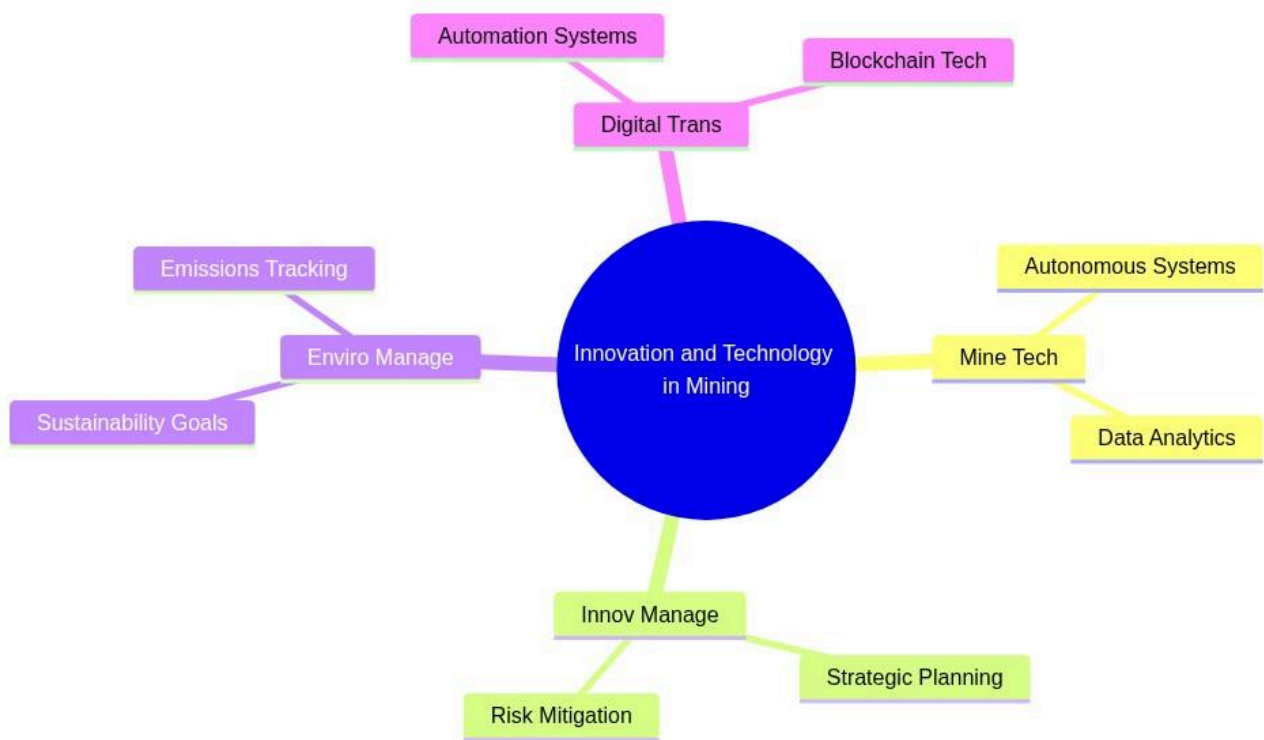 Automation Systems
Blockchain Tech
Digital Trans
Emissions Tracking
Autonomous Systems
Enviro Manage
Innovation and Technology
in Mining
Mine Tech
Sustainability Goals
Data Analytics
Innov Manage
Strategic Planning
Risk Mitigation